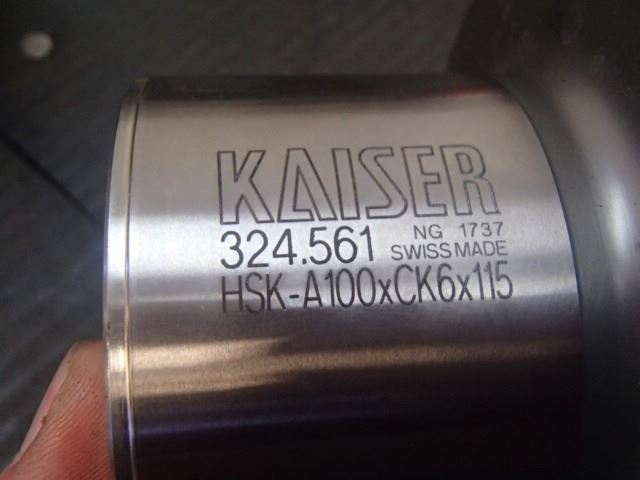 KAISER
324.561 NG 1737
SWISS MADE
HSK-A100xCK6x115